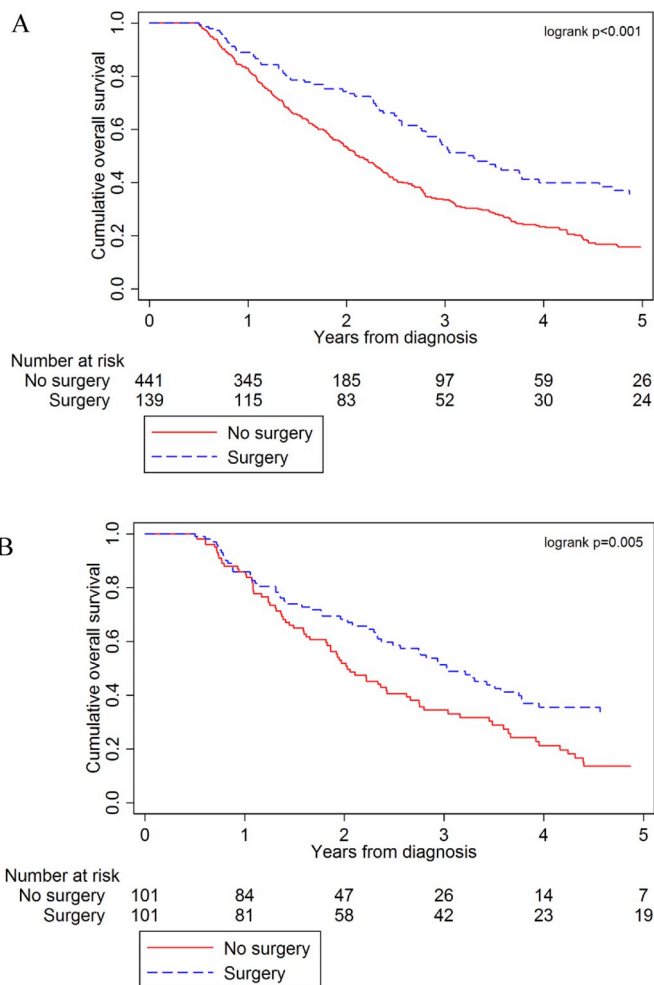 A
logrank p<0.001
Cumulative overall survival
1.0
0.8
0.6
0.4
0.2
0.0
0 1 2 3 4 5
Years from diagnosis
Number at risk
No surgery 441 345 185 97 59 26
Surgery 139 115 83 52 30 24
No surgery
Surgery
B
logrank p=0.005
Cumulative overall survival
1.0
0.8
0.6
0.4
0.2
0.0
0 1 2 3 4 5
Years from diagnosis
Number at risk
No surgery 101 84 47 26 14 7
Surgery 101 81 58 42 23 19
No surgery
Surgery